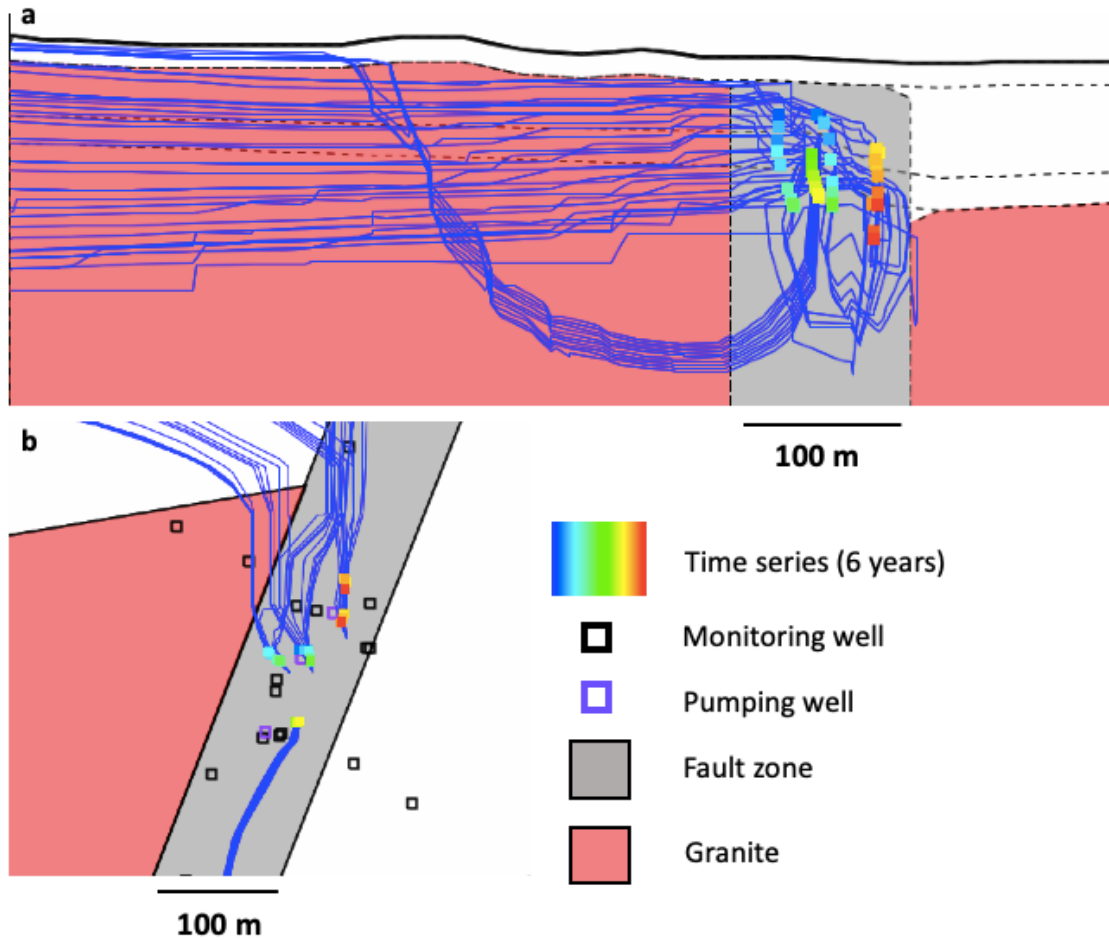 a
100 m
b
Time series (6 years)
Monitoring well
Pumping well
Fault zone
Granite
100 m